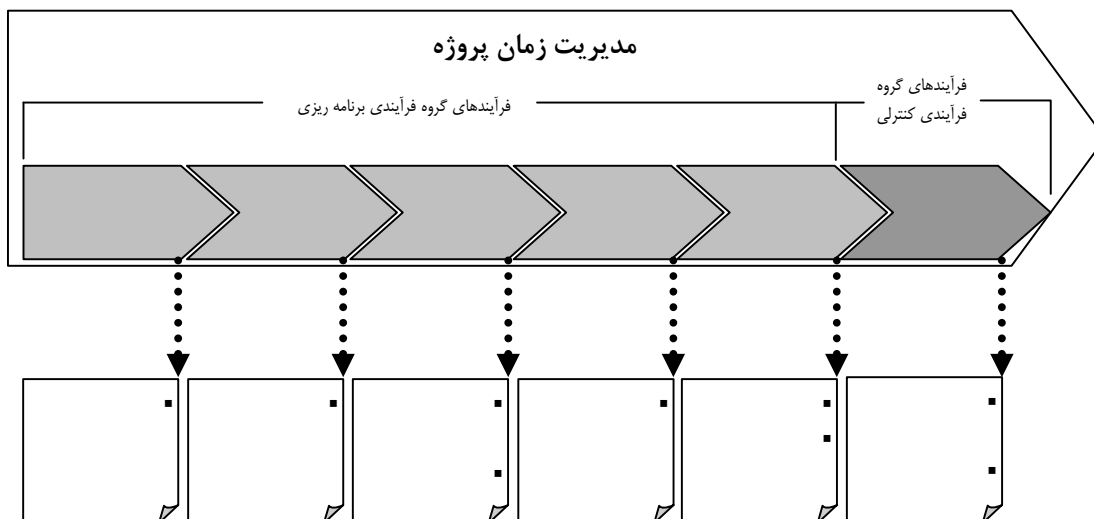 مدیریت زمان پروژه
فرآیندهای گروه
فرآیندی کنترلی
فرآیندهای گروه فرآیندی برنامه ریزی